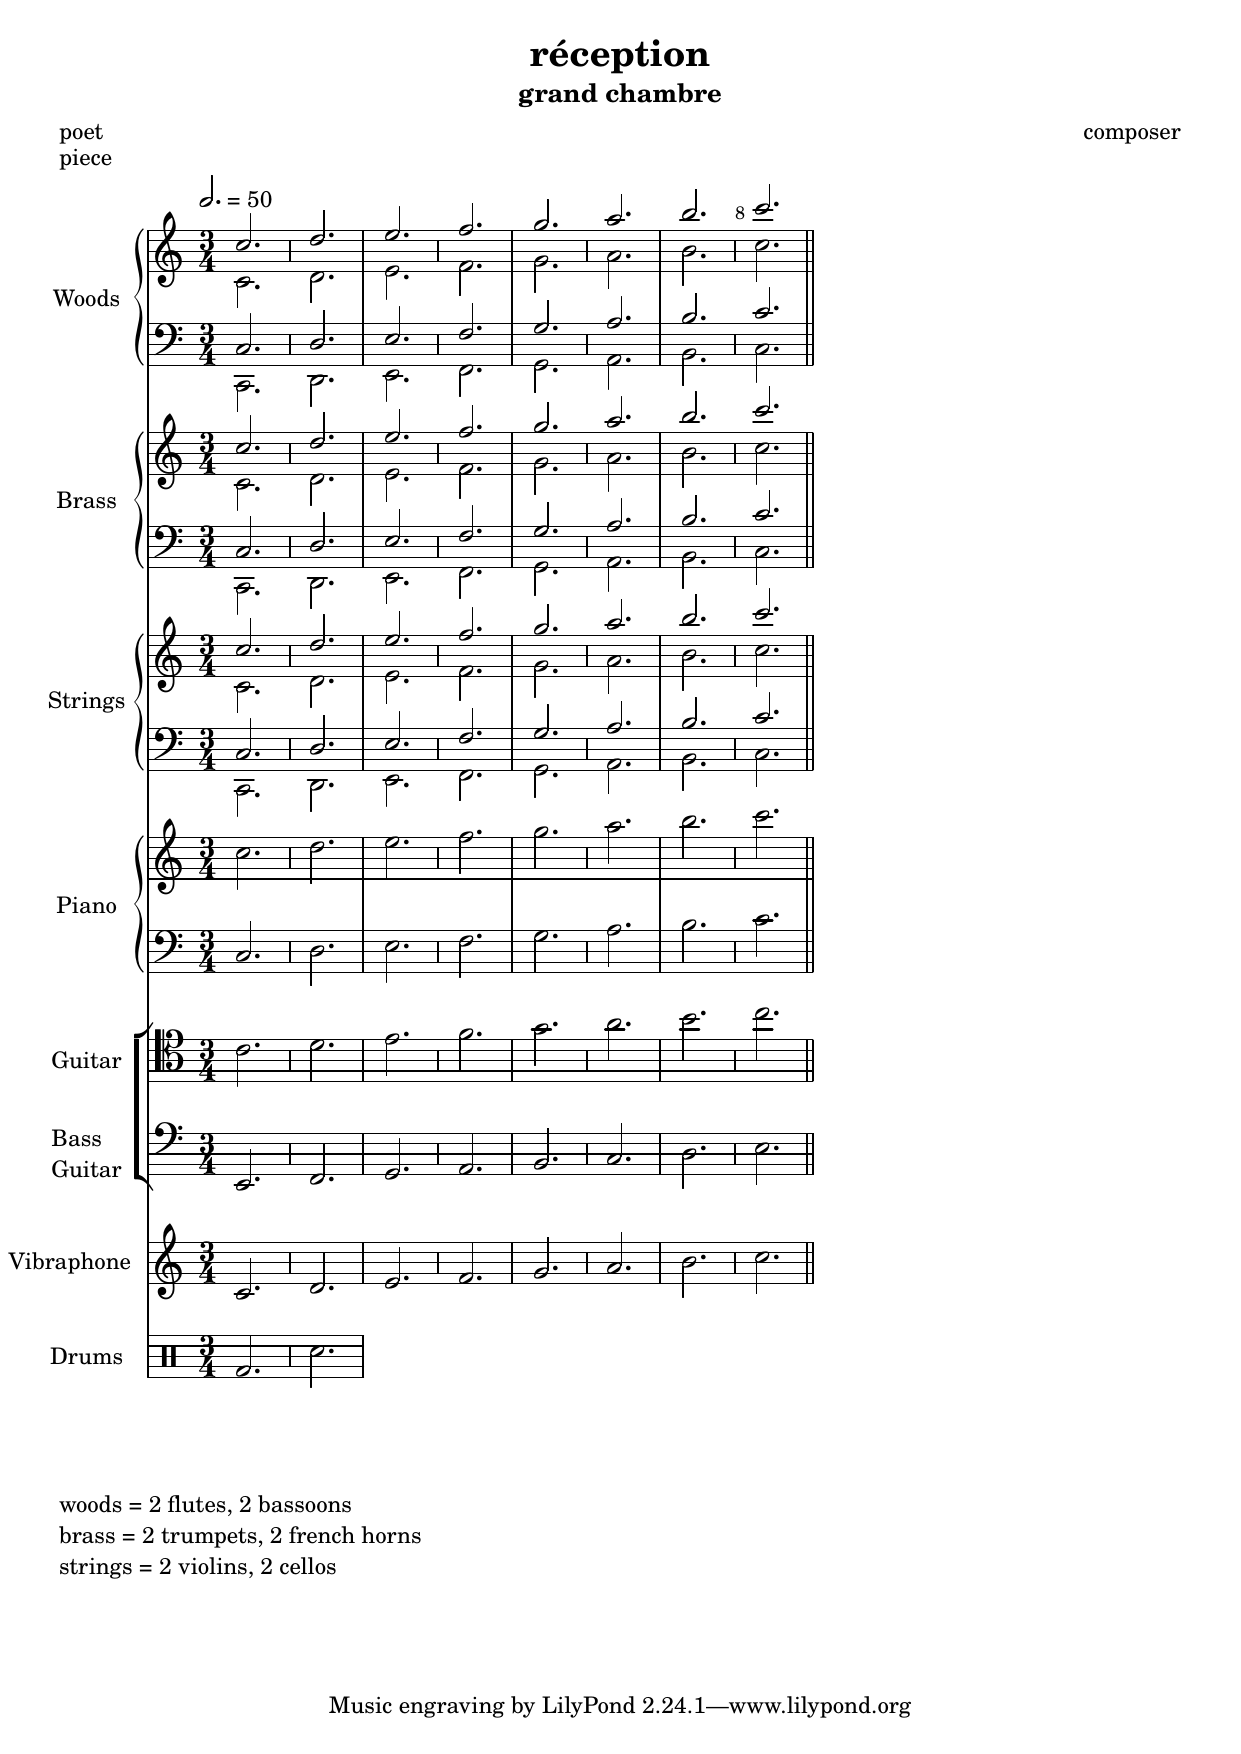 réception
grand chambre
poet
composer
piece
= 50
8
Woods
Brass
Strings
Piano
Guitar
Bass
Guitar
Vibraphone
Drums
woods = 2 flutes, 2 bassoons
brass = 2 trumpets, 2 french horns
strings = 2 violins, 2 cellos
Music engraving by LilyPond 2.24.1—www.lilypond.org